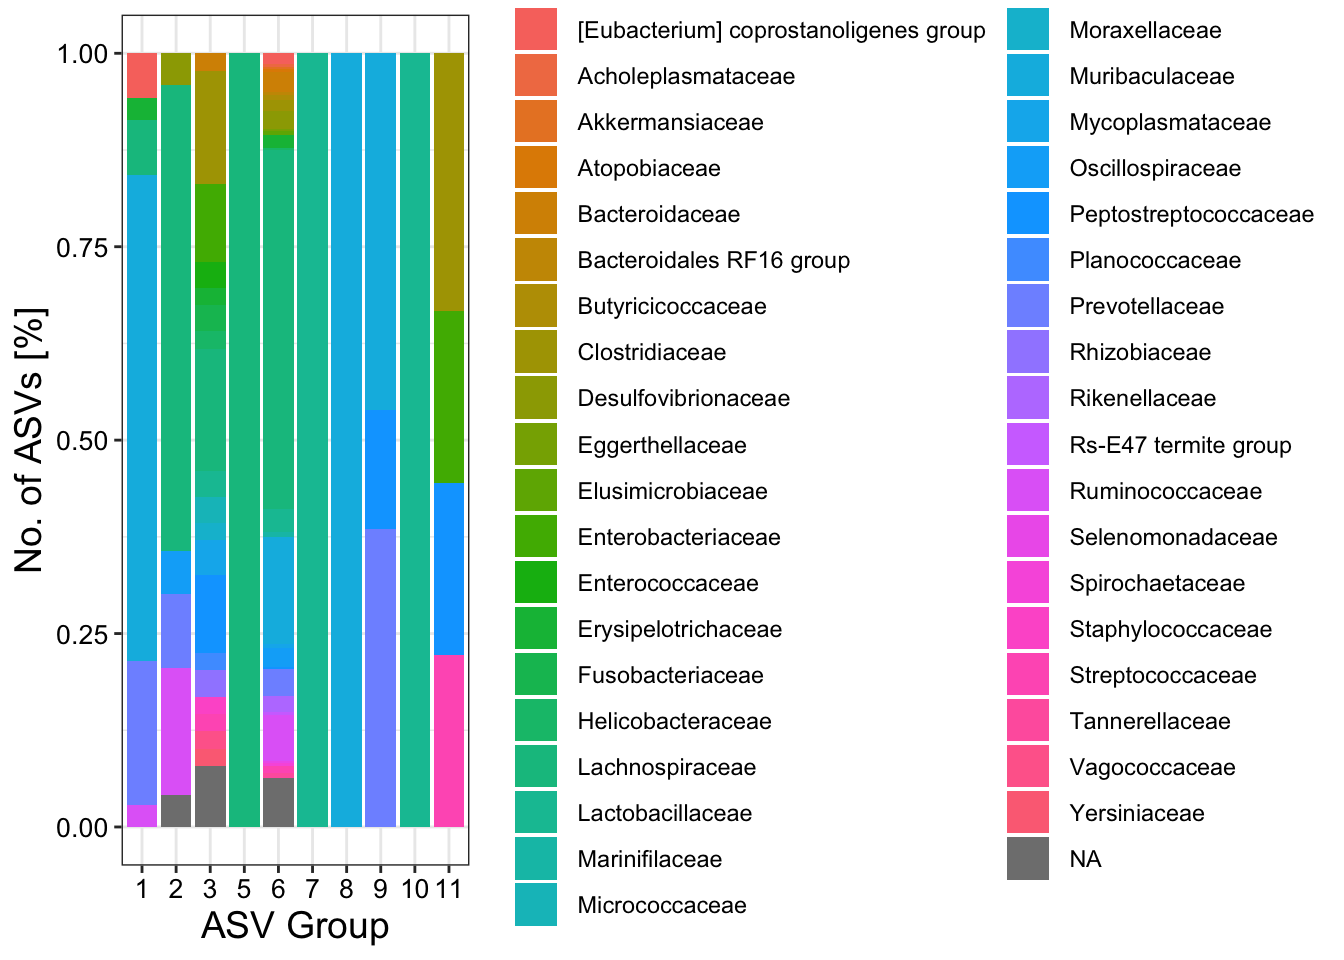 No. of ASVs [%]
1.00
0.75
0.50
0.25
0.00
1 2 3 5 6 7 8 9 10 11
ASV Group
[Eubacterium] coprostanoligenes group
Acholeplasmataceae
Akkermansiaceae
Atopobiaceae
Bacteroidaceae
Bacteroidales RF16 group
Butyricicoccaceae
Clostridiaceae
Desulfovibrionaceae
Eggerthellaceae
Elusimicrobiaceae
Enterobacteriaceae
Enterococcaceae
Erysipelotrichaceae
Fusobacteriaceae
Helicobacteraceae
Lachnospiraceae
Lactobacillaceae
Marinifilaceae
Micrococcaceae
Moraxellaceae
Muribaculaceae
Mycoplasmataceae
Oscillospiraceae
Peptostreptococcaceae
Planococcaceae
Prevotellaceae
Rhizobiaceae
Rikenellaceae
Rs-E47 termite group
Ruminococcaceae
Selenomonadaceae
Spirochaetaceae
Staphylococcaceae
Streptococcaceae
Tannerellaceae
Vagococcaceae
Yersiniaceae
NA